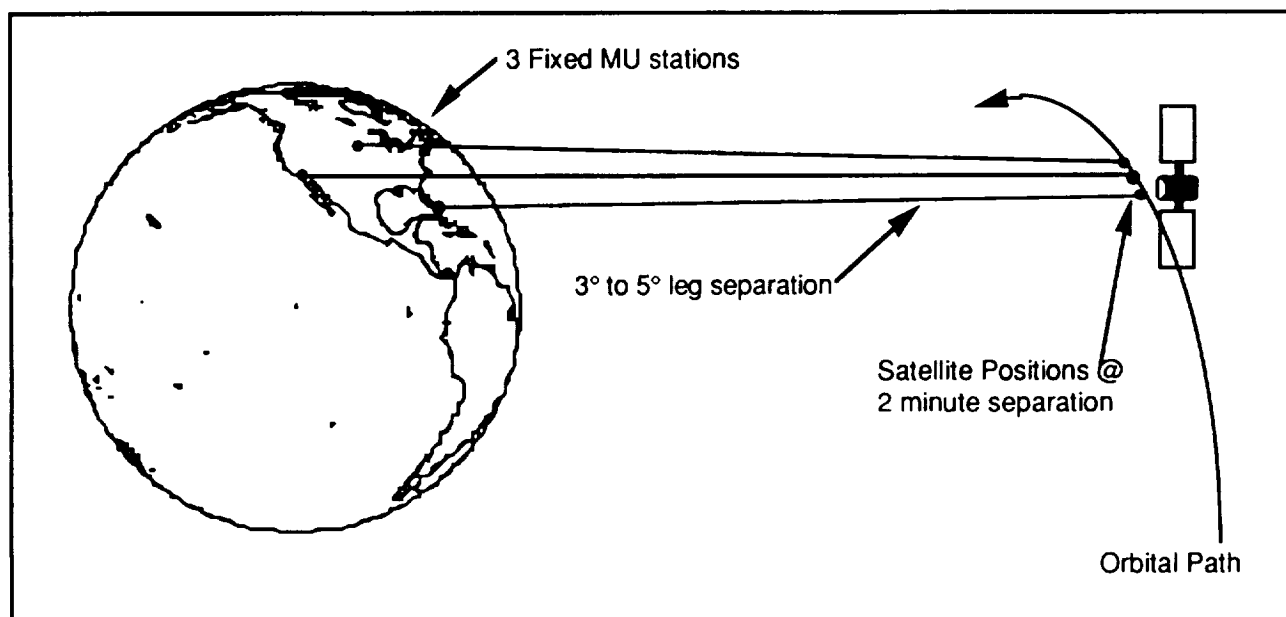 3 Fixed MU stations
3° to 5° leg separation
Satellite Positions @
2 minute separation
Orbital Path